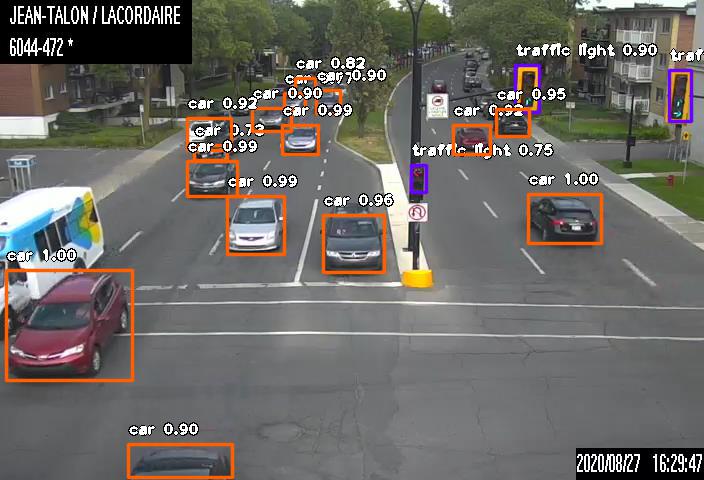 JEAN-TALON / LACORDAIRE
6044-472 *
car 0.82
car 0.90
traffic light 0.90
traf
car 0.90
car 0.95
car 0.92
car 0.99
car 0.92
car 0.73
car 0.99
traffic light 0.75
car 0.99
car 1.00
car 0.96
car 1.00
car 0.90
2020/08/27 16:29:47